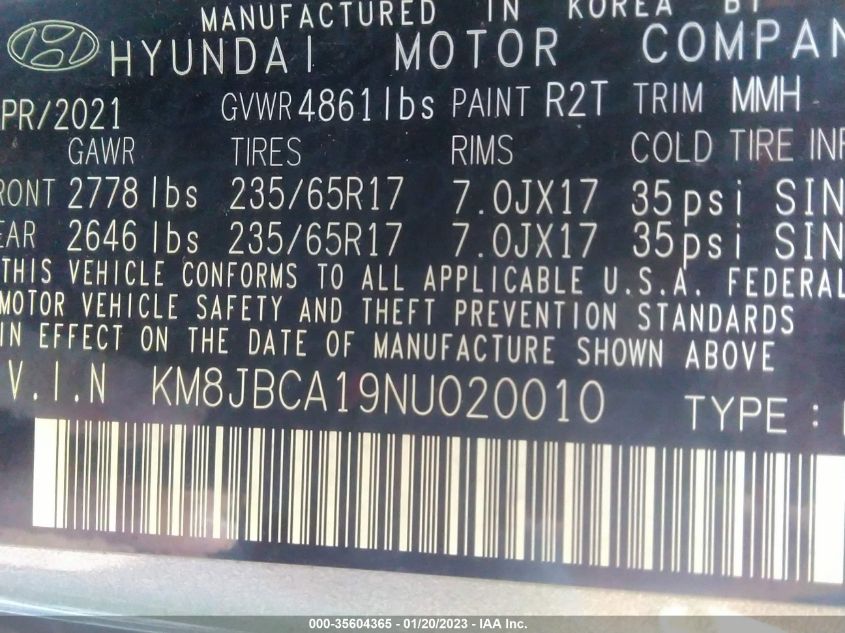 MANUFACTURED IN KOREA BY
HYUNDAI MOTOR COMPAN
PR/2021 GVWR 4861 lbs PAINT R2T TRIM MMH
GAWR TIRES RIMS COLD TIRE INF
RONT 2778 lbs 235/65R17 7.0JX17 35psi SIN
EAR 2646 lbs 235/65R17 7.0JX17 35psi SIN
THIS VEHICLE CONFORMS TO ALL APPLICABLE U.S.A. FEDERAL
MOTOR VEHICLE SAFETY AND THEFT PREVENTION STANDARDS
IN EFFECT ON THE DATE OF MANUFACTURE SHOWN ABOVE
V.I.N KM8JBCA19NU020010 TYPE :
000-35604365 - 01/20/2023 - IAA Inc.